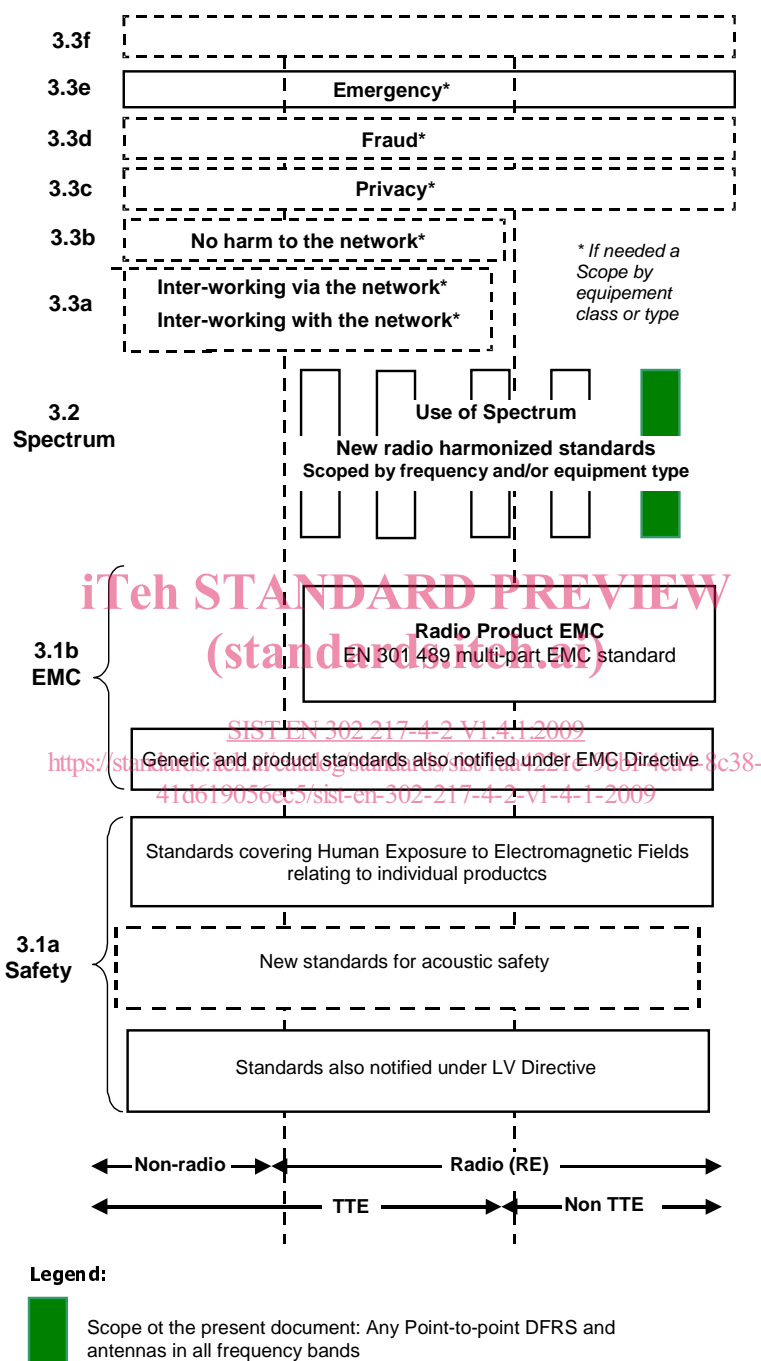 3.3f
3.3e
Emergency*
3.3d
Fraud*
3.3c
Privacy*
3.3b
No harm to the network*
* If needed a
Scope by
equipement
class or type
3.3a
Inter-working via the network*
Inter-working with the network*
3.2
Spectrum
Use of Spectrum
New radio harmonized standards
Scoped by frequency and/or equipment type
iTeh STANDARD PREVIEW
(standards.iteh.ai)
3.1b
EMC
Radio Product EMC
EN 301 489 multi-part EMC standard
SIST EN 302 217-4-2 V1.4.1:2009
Generic and product standards also notified under EMC Directive
41d619056ec5/sist-en-302-217-4-2-v1-4-1-2009
Standards covering Human Exposure to Electromagnetic Fields
relating to individual productcs
3.1a
Safety
New standards for acoustic safety
Standards also notified under LV Directive
Non-radio
Radio (RE)
TTE
Non TTE
Legend:
Scope ot the present document: Any Point-to-point DFRS and
antennas in all frequency bands